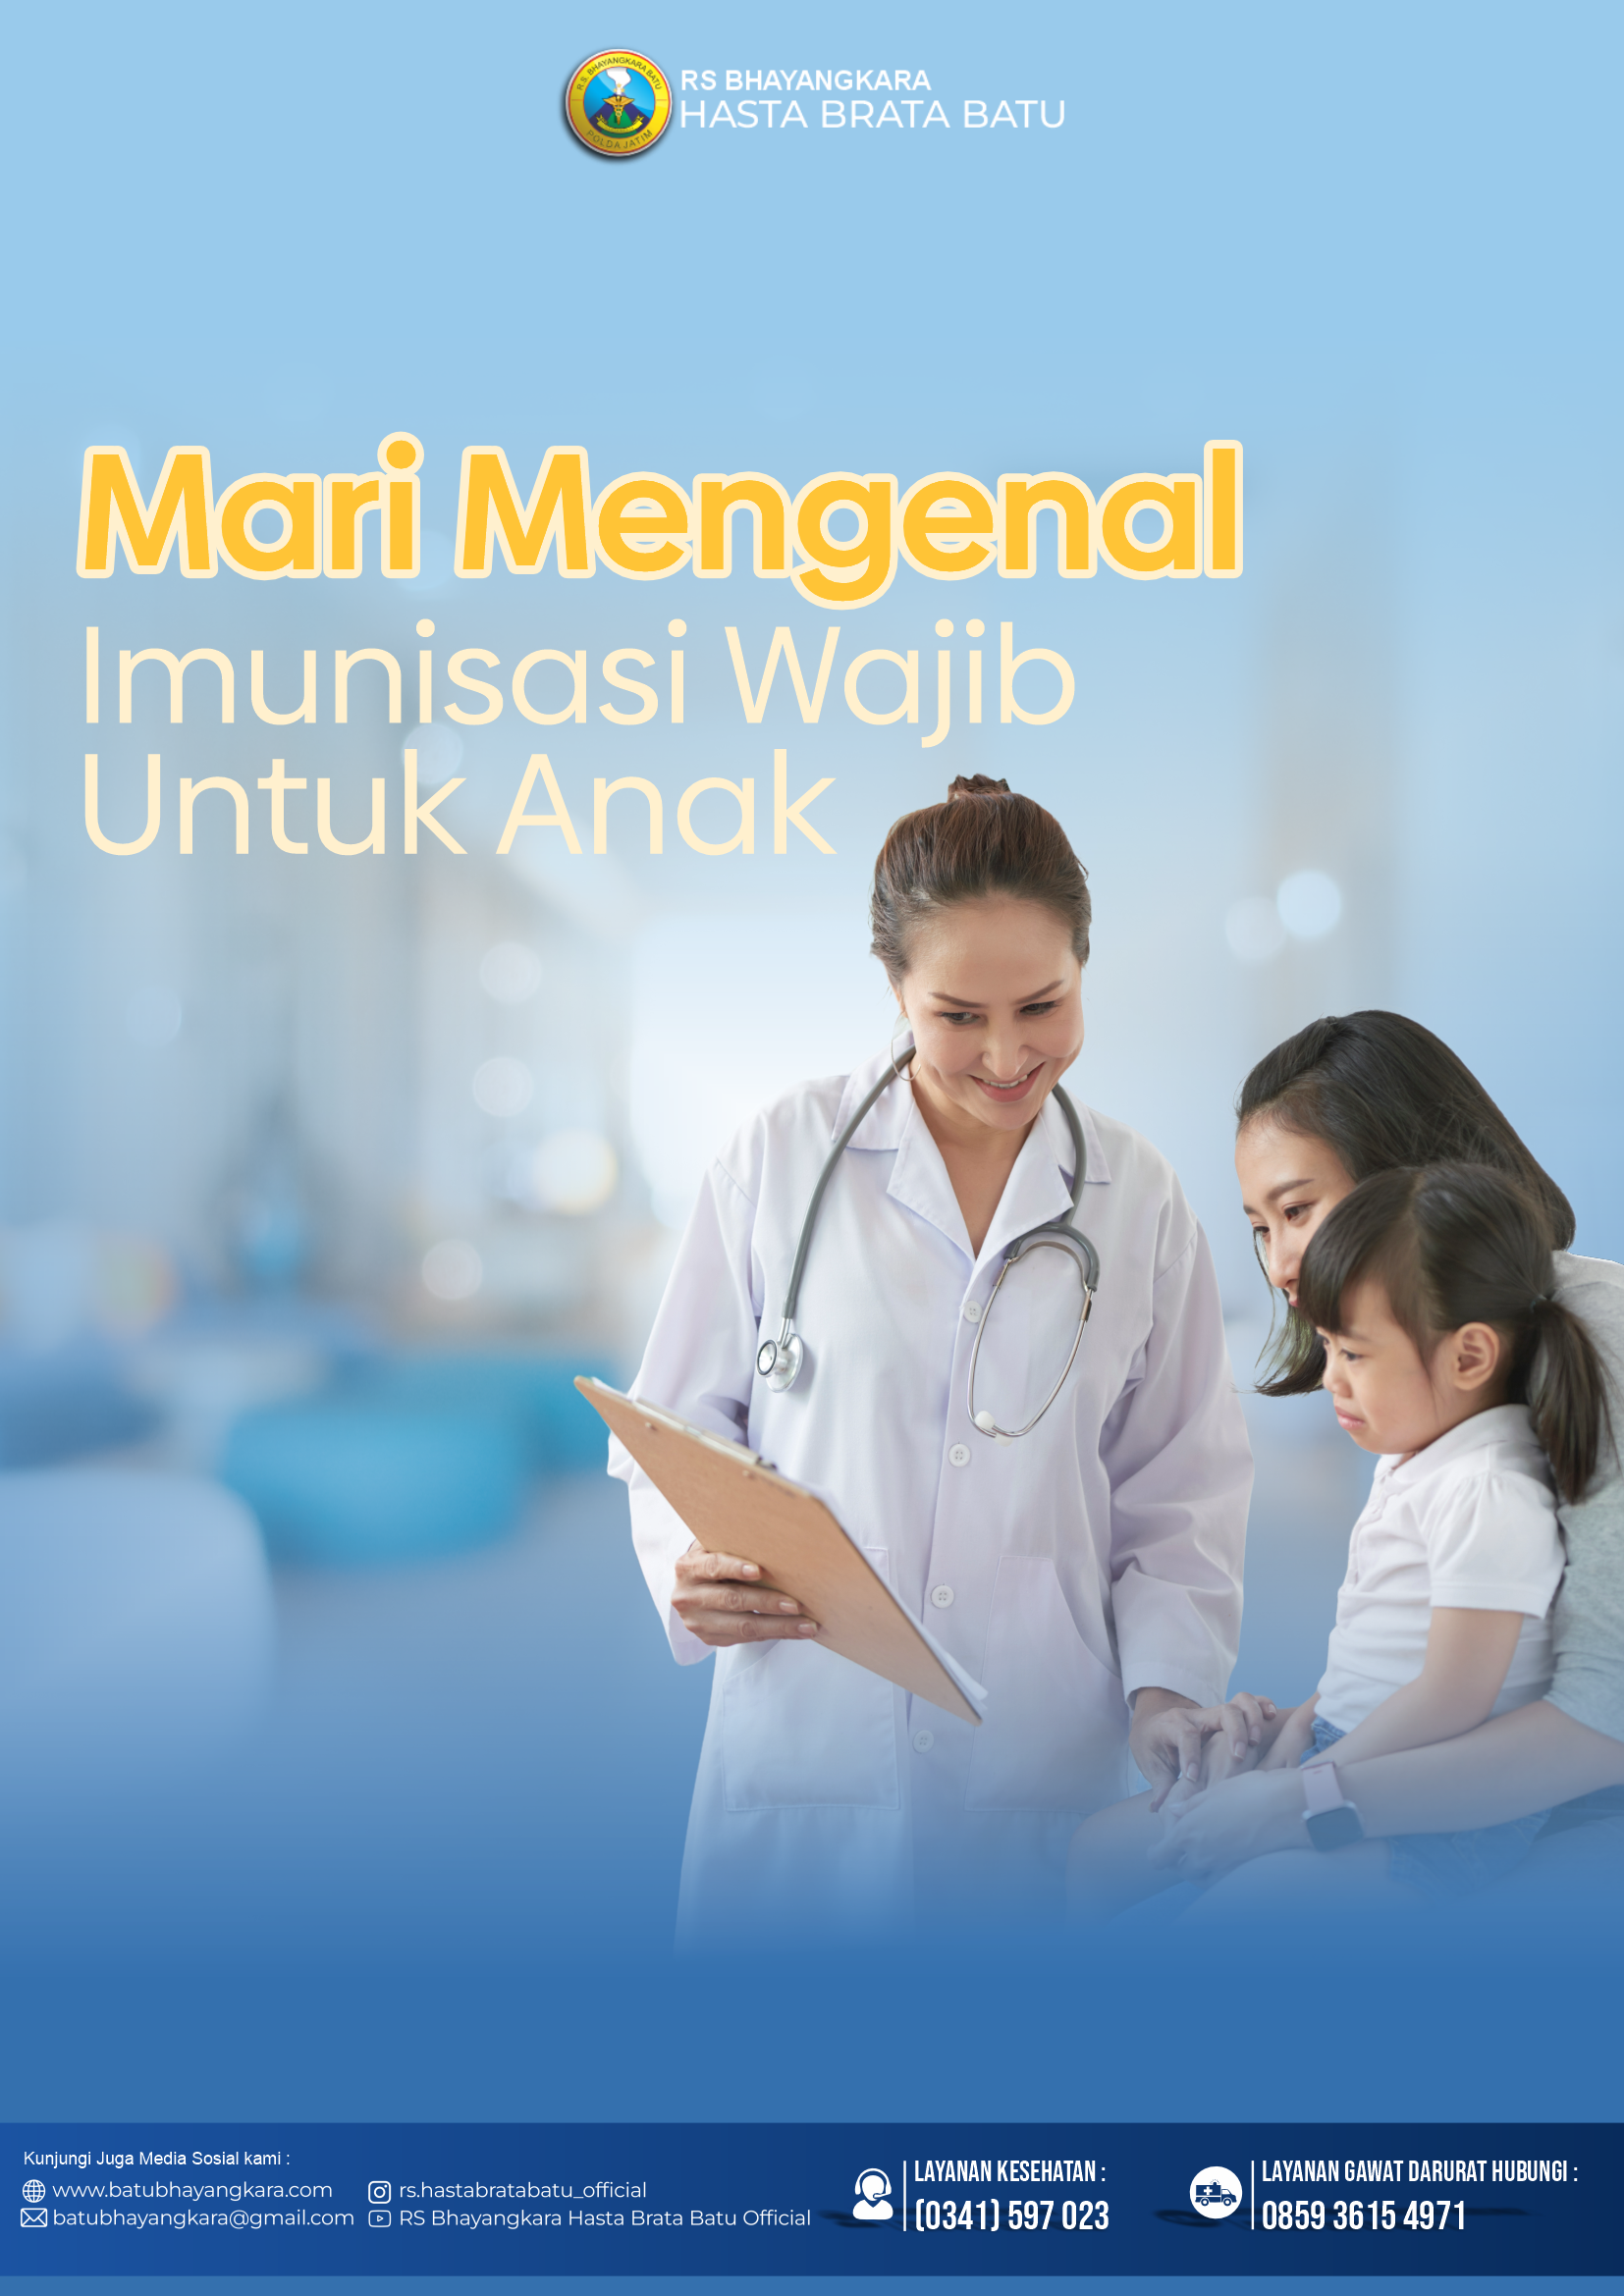 R.S. BHAYANGKARA BATU
POLDA JATIM
RS BHAYANGKARA
HASTA BRATA BATU
Mari Mengenal
Imunisasi Wajib
Untuk Anak
Kunjungi Juga Media Sosial kami :
www.batubhayangkara.com
batubhayangkara@gmail.com
rs.hastabratabatu_official
RS Bhayangkara Hasta Brata Batu Official
LAYANAN KESEHATAN :
(0341) 597 023
LAYANAN GAWAT DARURAT HUBUNGI :
0859 3615 4971